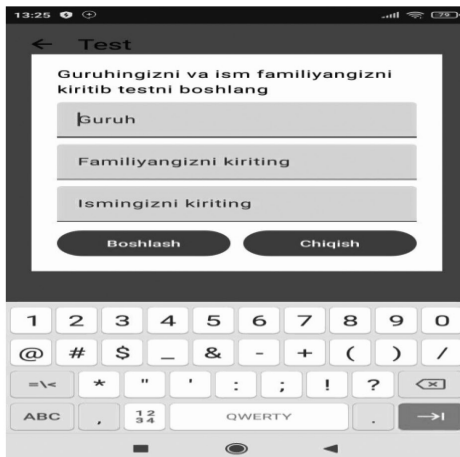 13:25
79
Test
Guruhingizni va ism familiyangizni
kiritib testni boshlang
Guruh
Familiyangizni kiriting
Ismingizni kiriting
Boshlash Chiqish
1 2 3 4 5 6 7 8 9 0
@ # $ _ & - + ( ) /
=\< * " ' : ; ! ?
ABC , 12 QWERTY .
34